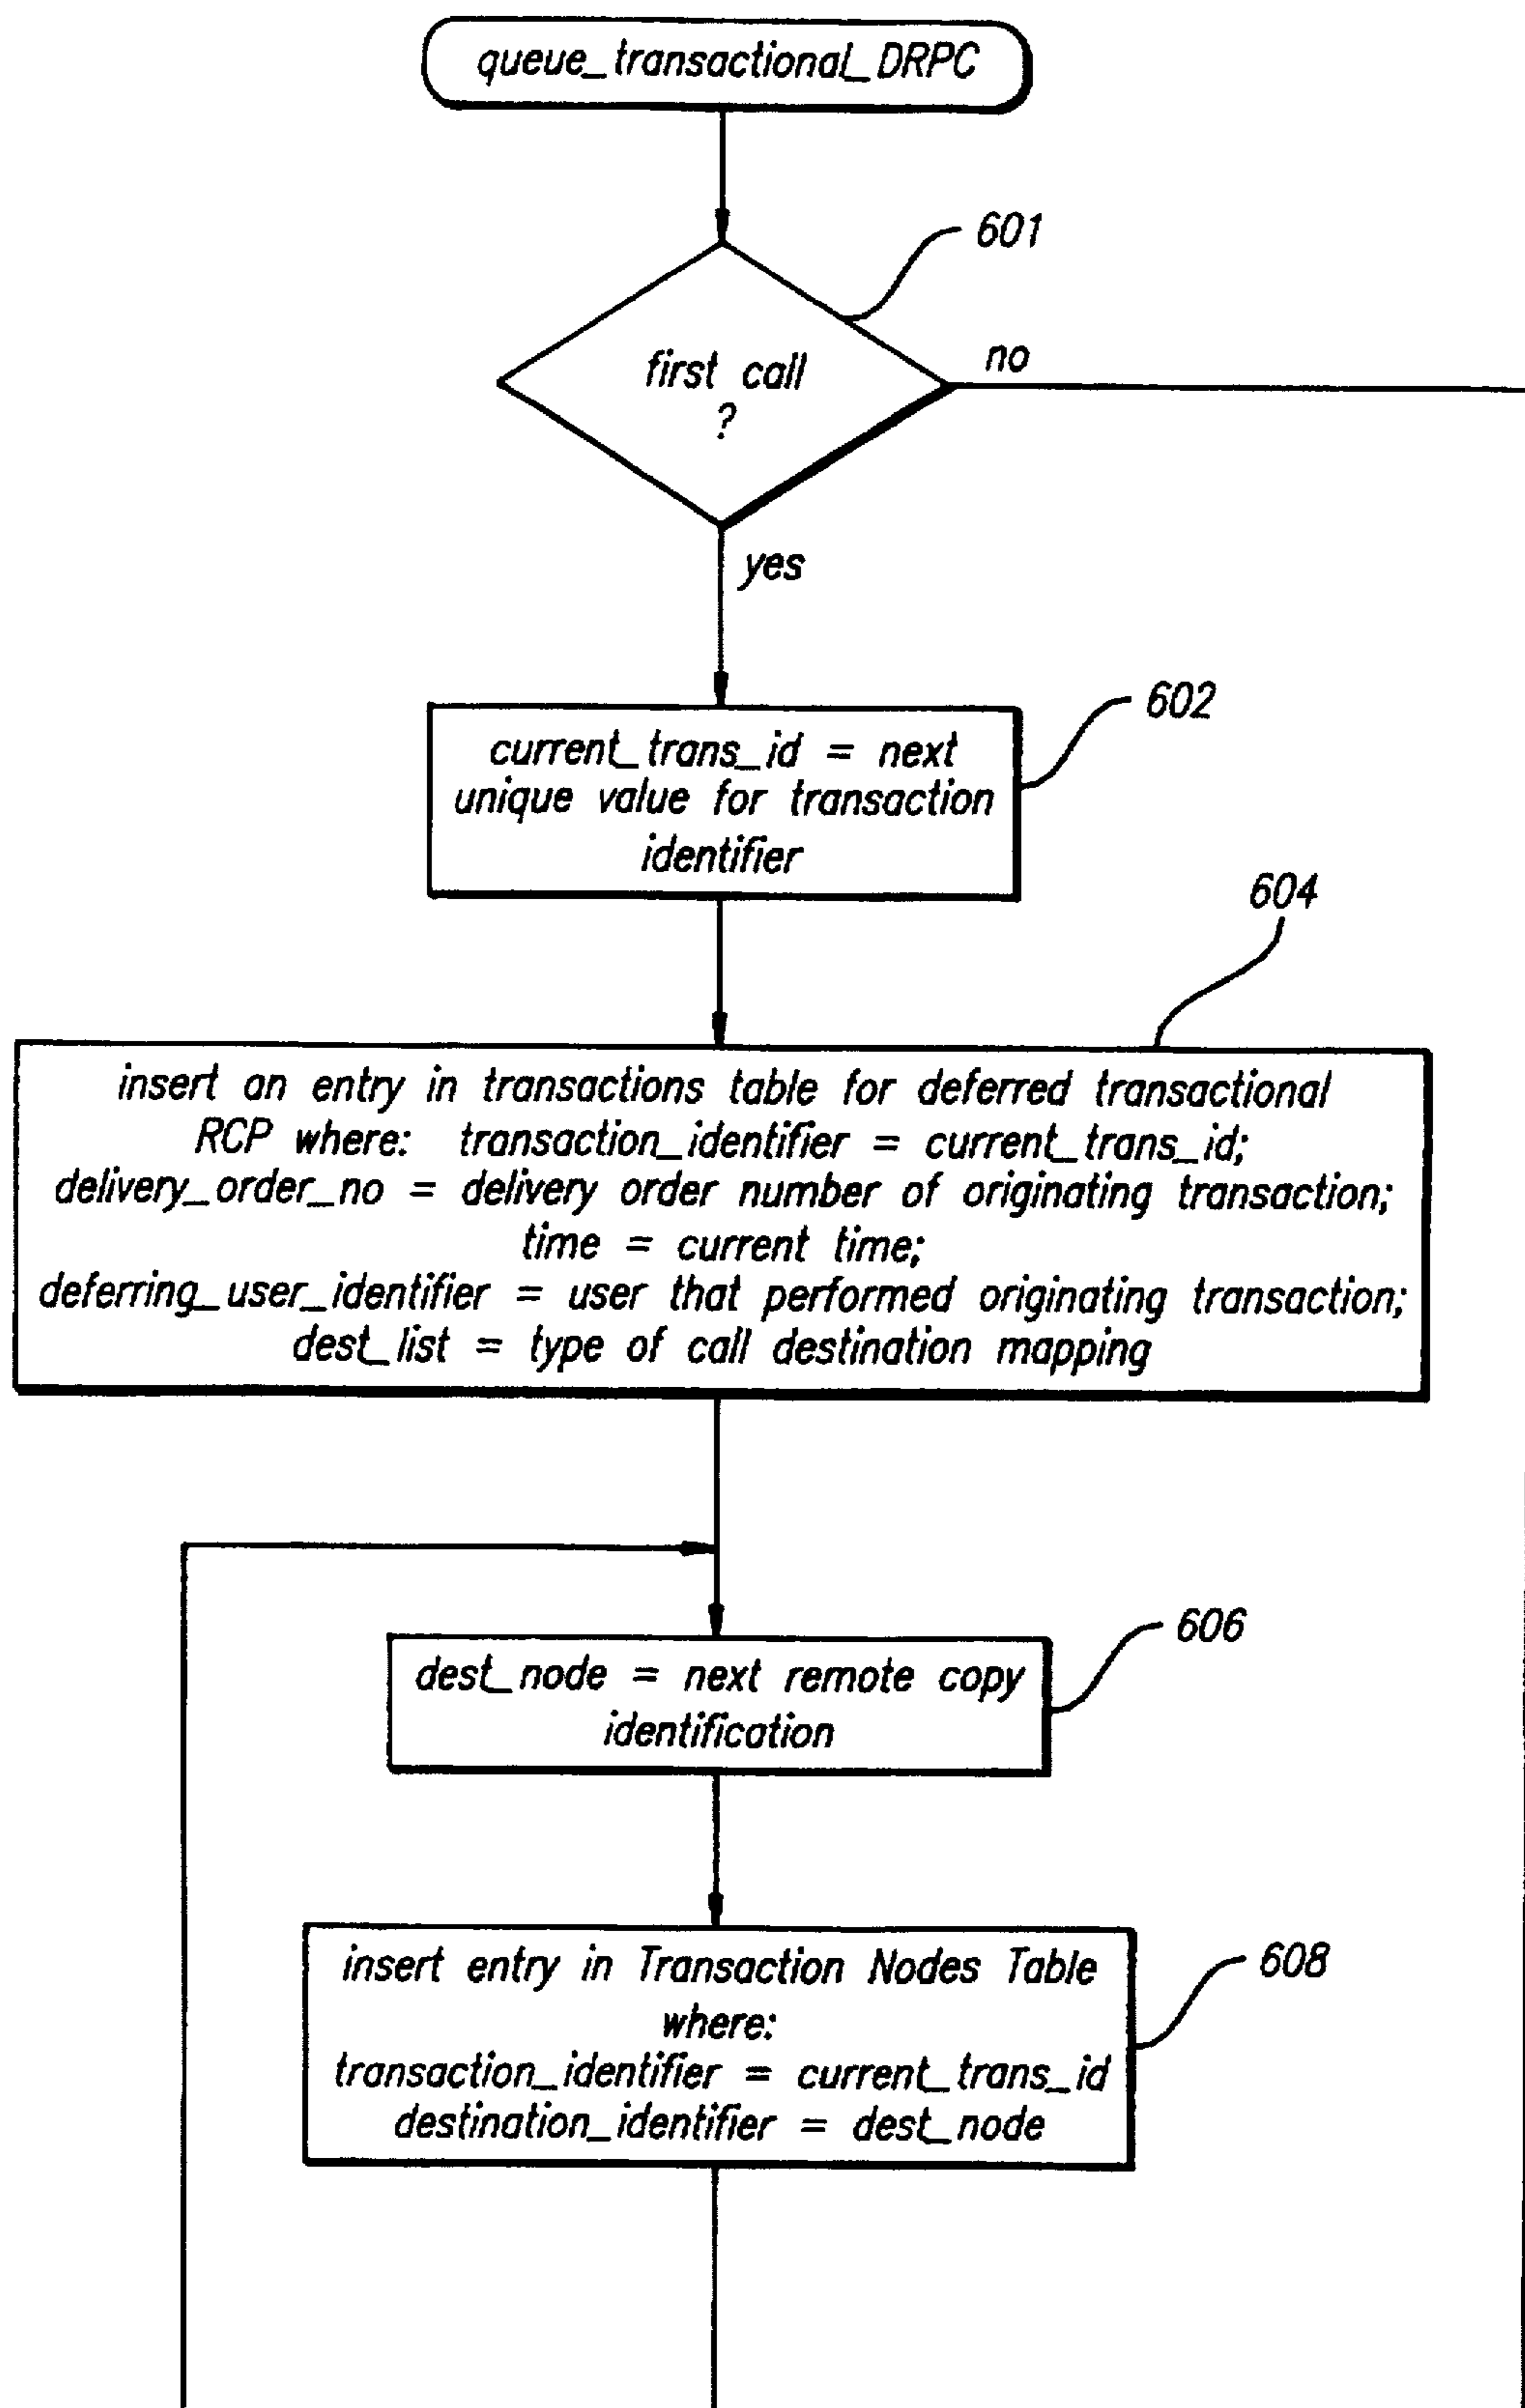 queue_transactional_DRPC
601
first call
?
no
yes
602
current_trans_id = next
unique value for transaction
identifier
604
insert an entry in transactions table for deferred transactional
RCP where: transaction_identifier = current_trans_id;
delivery_order_no = delivery order number of originating transaction;
time = current time;
deferring_user_identifier = user that performed originating transaction;
dest_list = type of call destination mapping
606
dest_node = next remote copy
identification
608
insert entry in Transaction Nodes Table
where:
transaction_identifier = current_trans_id
destination_identifier = dest_node